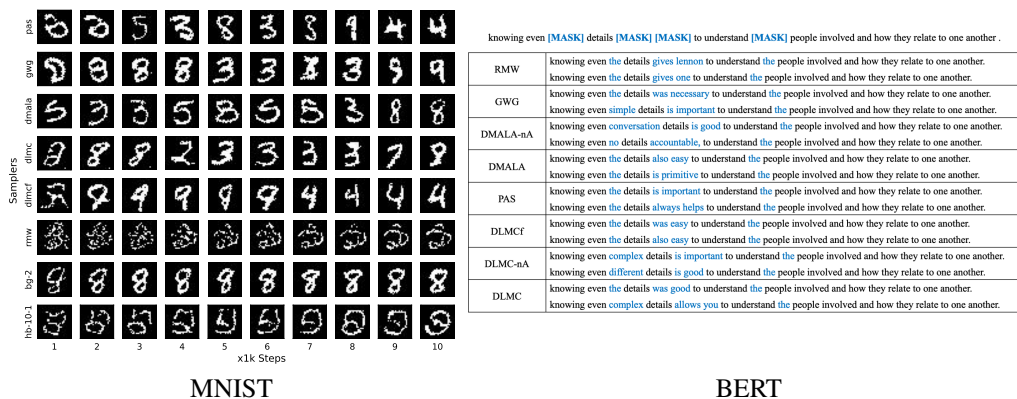 Samplers
pas
gwg
dmala
dlmc
dlmcf
rmw
bg-2
hb-10-1
1 2 3 4 5 6 7 8 9 10
x1k Steps
MNIST
knowing even [MASK] details [MASK] [MASK] to understand [MASK] people involved and how they relate to one another .
RMW
knowing even the details gives lennon to understand the people involved and how they relate to one another.
knowing even the details gives one to understand the people involved and how they relate to one another.
GWG
knowing even the details was necessary to understand the people involved and how they relate to one another.
knowing even simple details is important to understand the people involved and how they relate to one another.
DMALA-nA
knowing even conversation details is good to understand the people involved and how they relate to one another.
knowing even no details accountable, to understand the people involved and how they relate to one another.
DMALA
knowing even the details also easy to understand the people involved and how they relate to one another.
knowing even the details is primitive to understand the people involved and how they relate to one another.
PAS
knowing even the details is important to understand the people involved and how they relate to one another.
knowing even the details always helps to understand the people involved and how they relate to one another.
DLMCf
knowing even the details was easy to understand the people involved and how they relate to one another.
knowing even the details also easy to understand the people involved and how they relate to one another.
DLMC-nA
knowing even complex details is important to understand the people involved and how they relate to one another.
knowing even different details is good to understand the people involved and how they relate to one another.
DLMC
knowing even the details was good to understand the people involved and how they relate to one another.
knowing even complex details allows you to understand the people involved and how they relate to one another.
BERT